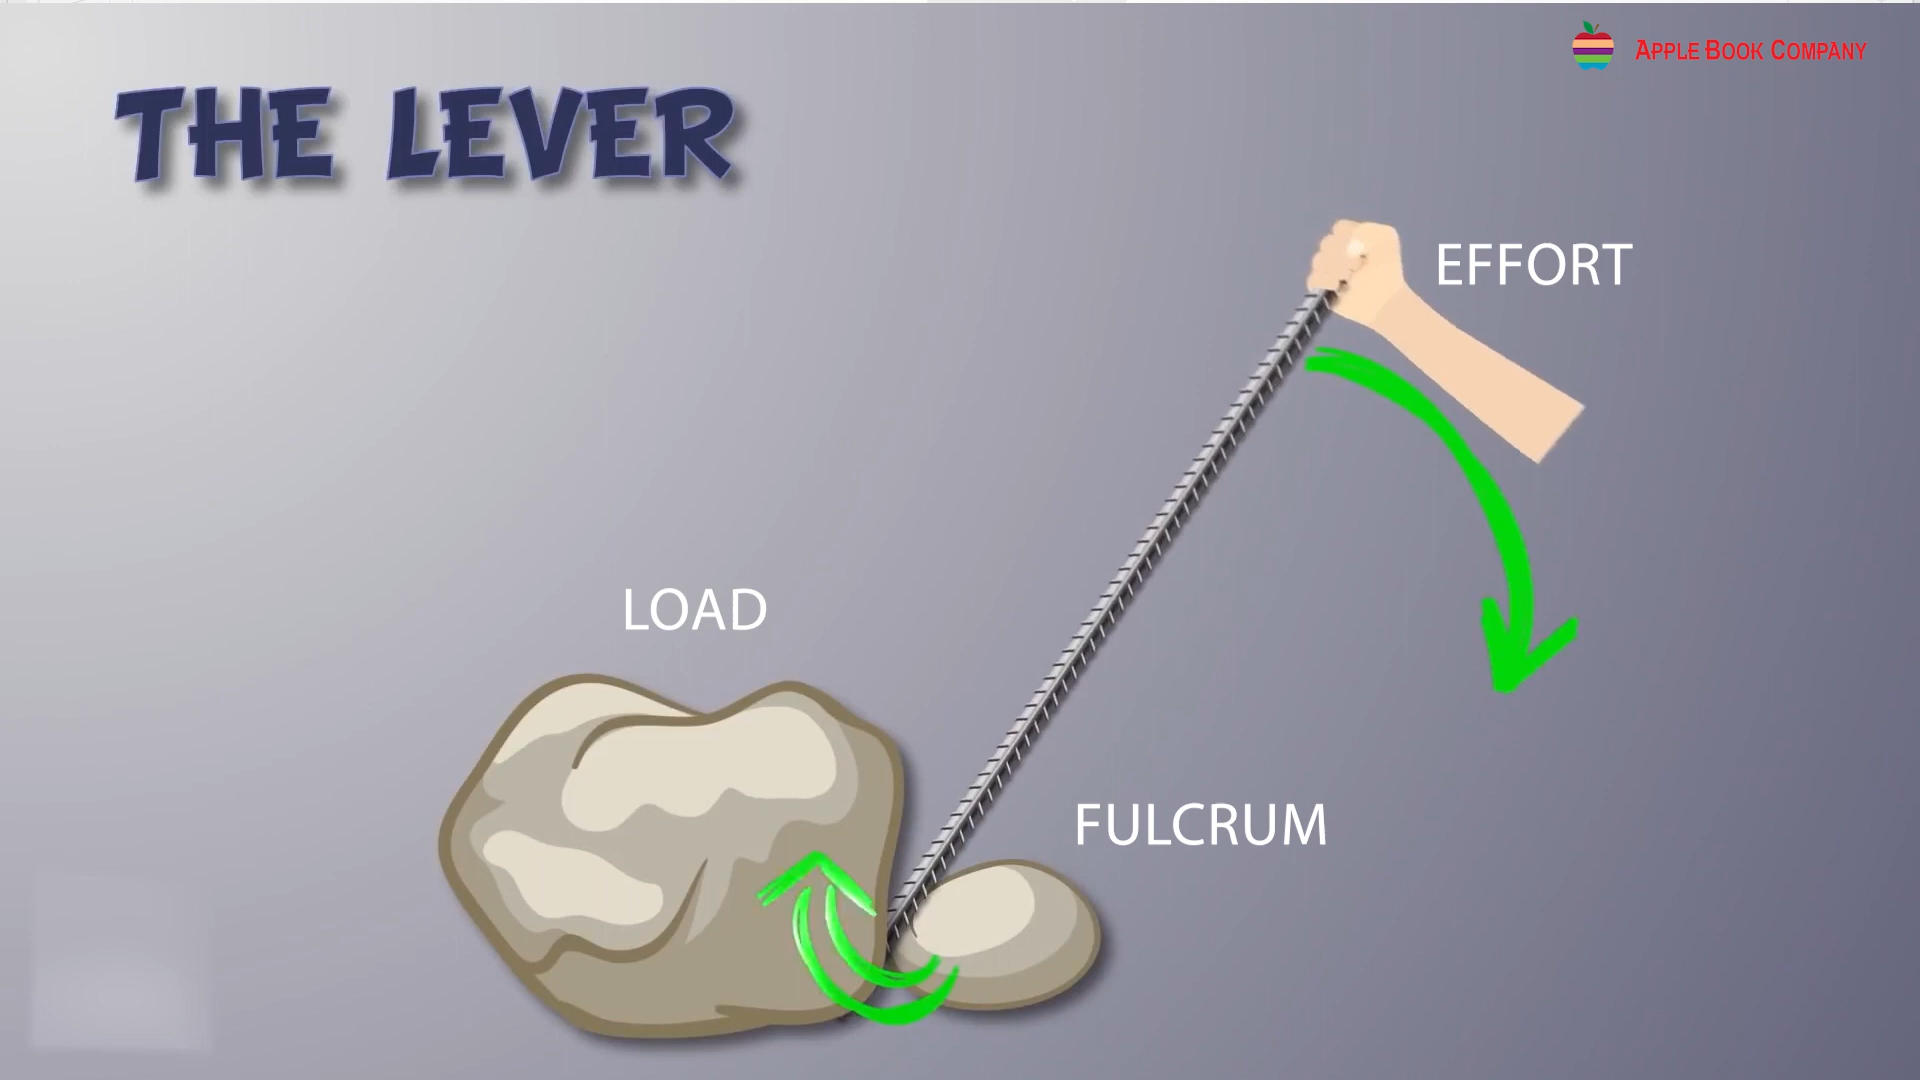 APPLE BOOK COMPANY
THE LEVER
EFFORT
LOAD
FULCRUM